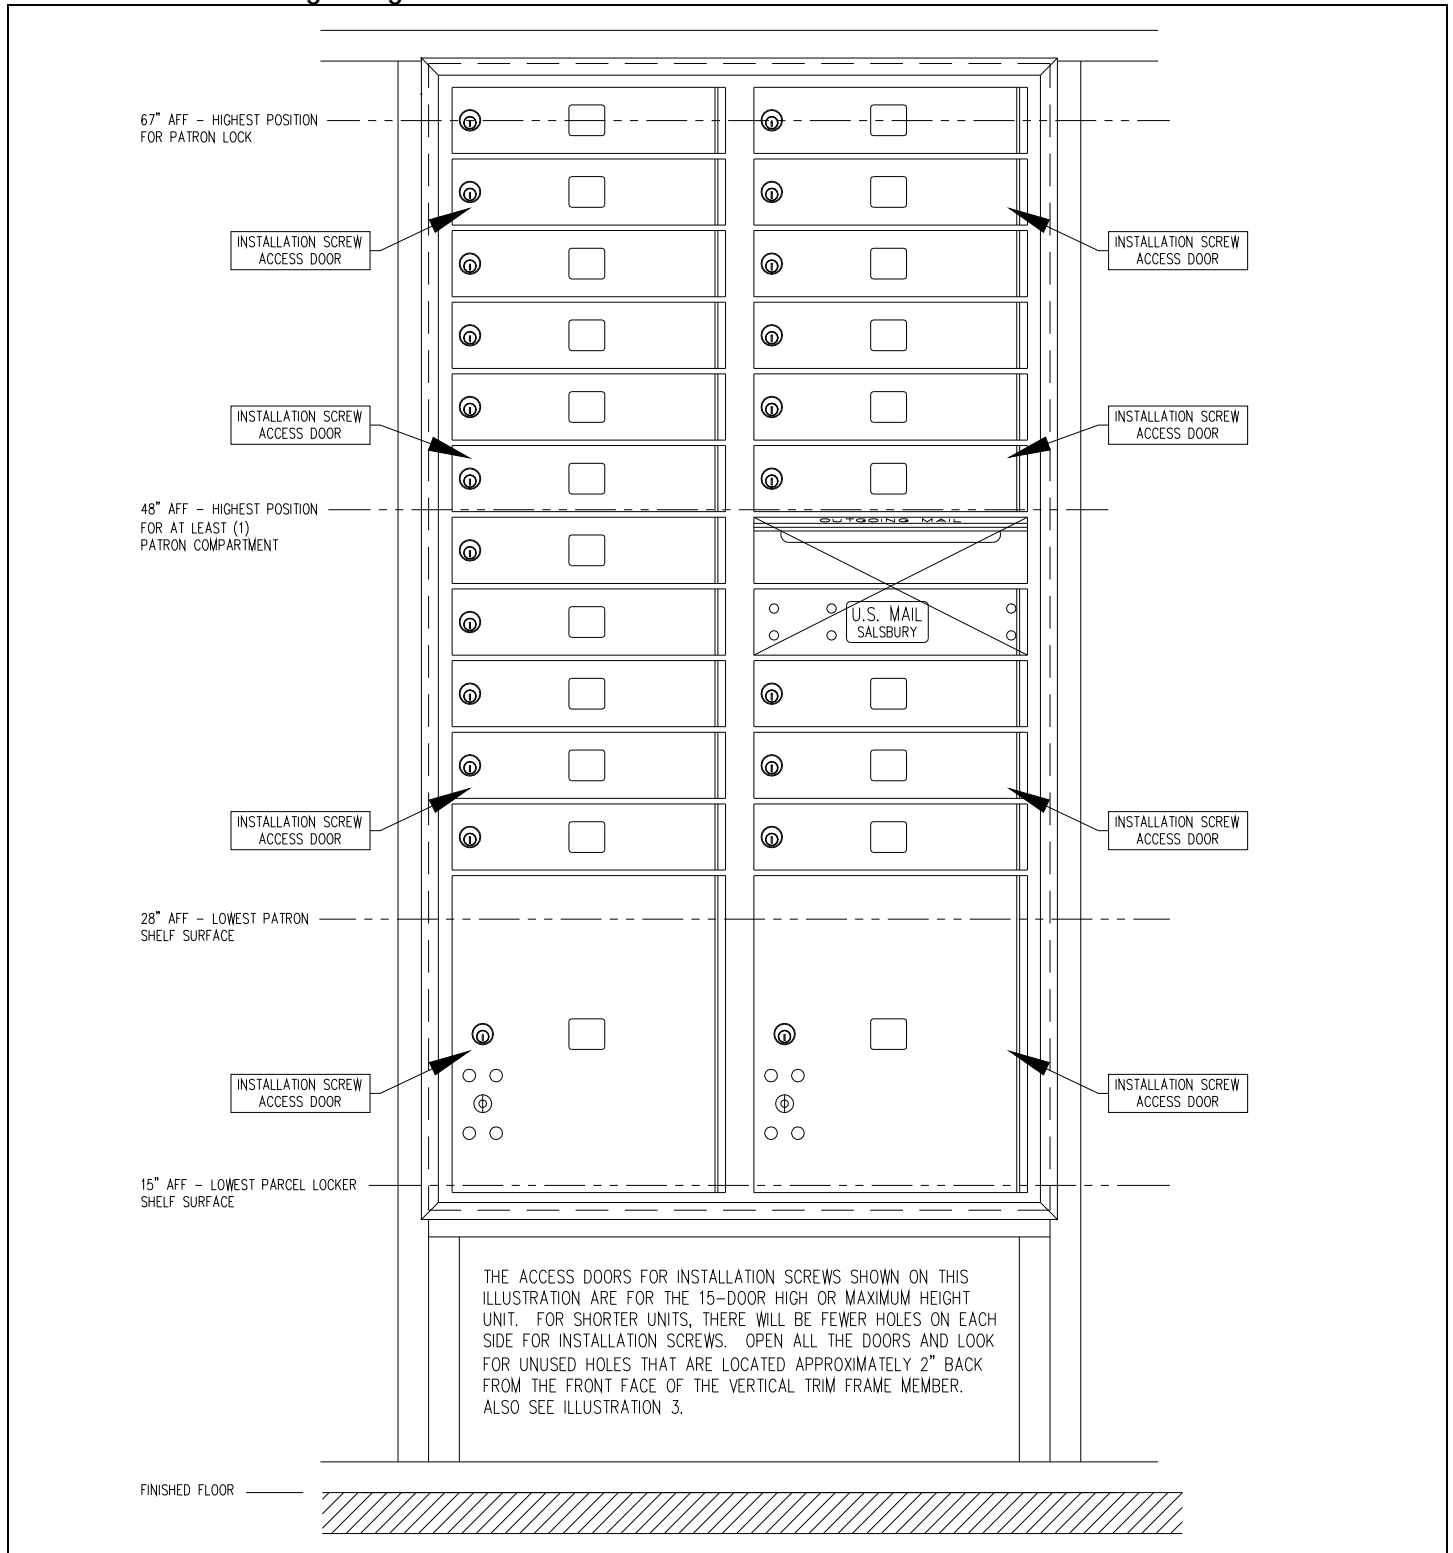 67" AFF - HIGHEST POSITION
FOR PATRON LOCK
INSTALLATION SCREW
ACCESS DOOR
INSTALLATION SCREW
ACCESS DOOR
INSTALLATION SCREW
ACCESS DOOR
INSTALLATION SCREW
ACCESS DOOR
48" AFF - HIGHEST POSITION
FOR AT LEAST (1)
PATRON COMPARTMENT
OUTGOING MAIL
U.S. MAIL
SALSBURY
INSTALLATION SCREW
ACCESS DOOR
INSTALLATION SCREW
ACCESS DOOR
28" AFF - LOWEST PATRON
SHELF SURFACE
INSTALLATION SCREW
ACCESS DOOR
INSTALLATION SCREW
ACCESS DOOR
15" AFF - LOWEST PARCEL LOCKER
SHELF SURFACE
THE ACCESS DOORS FOR INSTALLATION SCREWS SHOWN ON THIS
ILLUSTRATION ARE FOR THE 15-DOOR HIGH OR MAXIMUM HEIGHT
UNIT. FOR SHORTER UNITS, THERE WILL BE FEWER HOLES ON EACH
SIDE FOR INSTALLATION SCREWS. OPEN ALL THE DOORS AND LOOK
FOR UNUSED HOLES THAT ARE LOCATED APPROXIMATELY 2" BACK
FROM THE FRONT FACE OF THE VERTICAL TRIM FRAME MEMBER.
ALSO SEE ILLUSTRATION 3.
FINISHED FLOOR